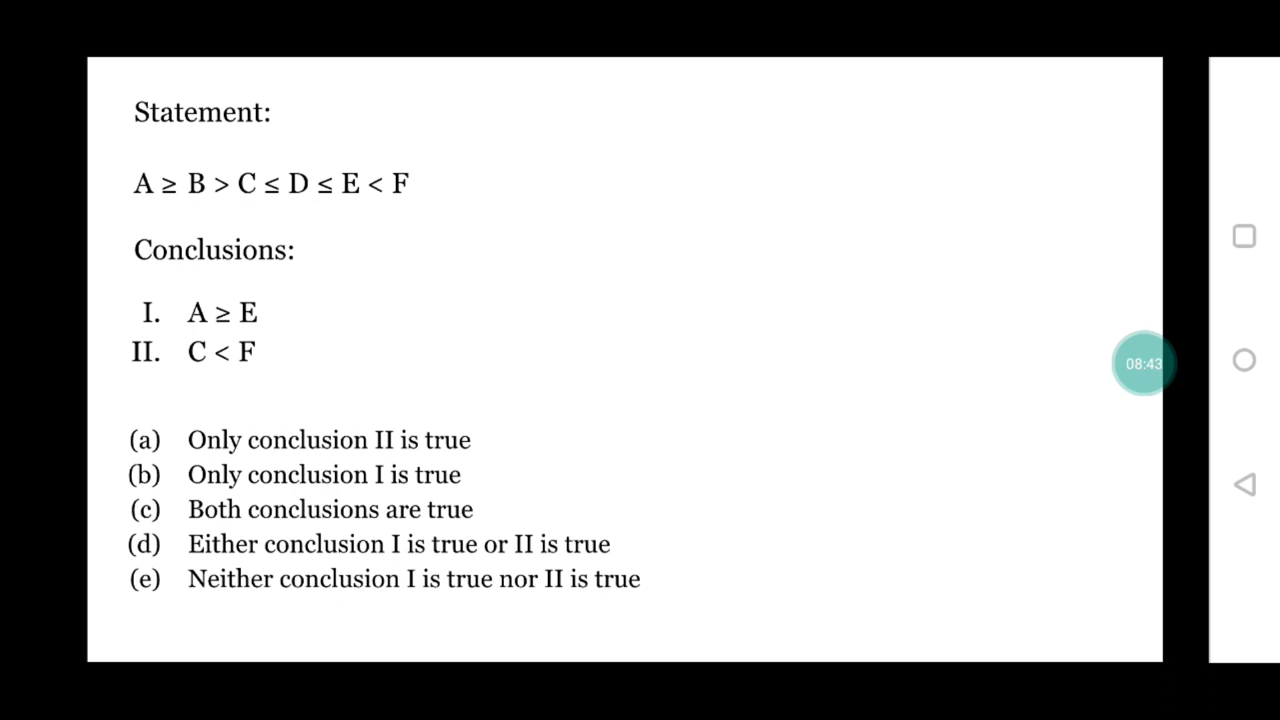 Statement:
A ≥ B > C ≤ D ≤ E < F
Conclusions:
I. A ≥ E
II. C < F
08:43
(a) Only conclusion II is true
(b) Only conclusion I is true
(c) Both conclusions are true
(d) Either conclusion I is true or II is true
(e) Neither conclusion I is true nor II is true